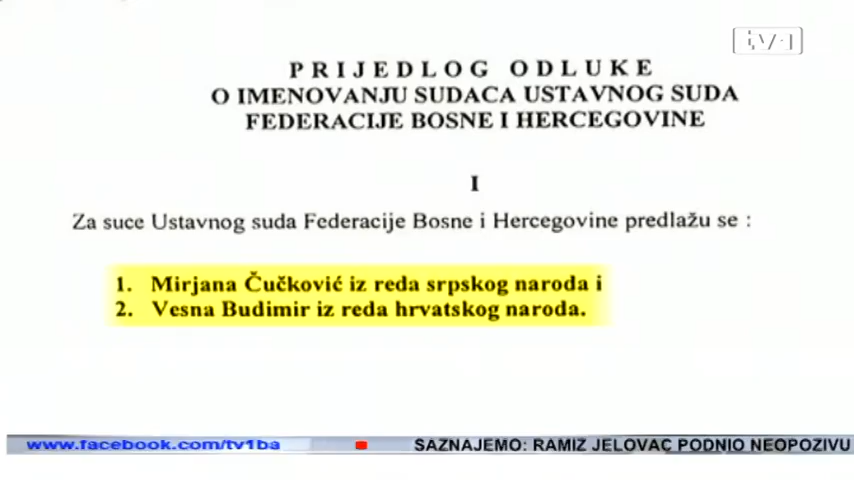 tv1
PRIJEDLOG ODLUKE
O IMENOVANJU SUDACA USTAVNOG SUDA
FEDERACIJE BOSNE I HERCEGOVINE
I
Za suce Ustavnog suda Federacije Bosne i Hercegovine predlažu se :
1. Mirjana Čučković iz reda srpskog naroda i
2. Vesna Budimir iz reda hrvatskog naroda.
www.facebook.com/tv1ba SAZNAJEMO: RAMIZ JELOVAC PODNIO NEOPOZIVU